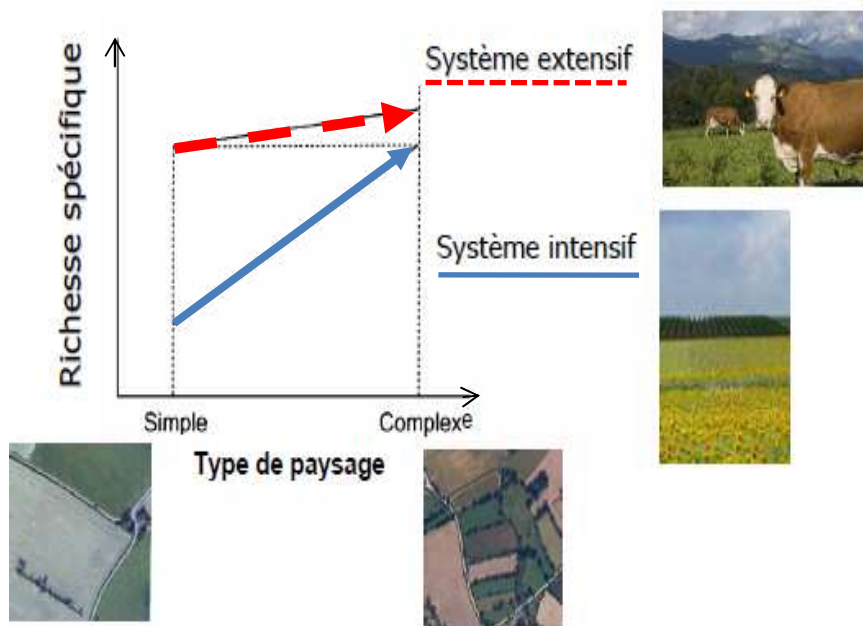 Richesse spécifique
Système extensif
Système intensif
Simple
Complexe
Type de paysage